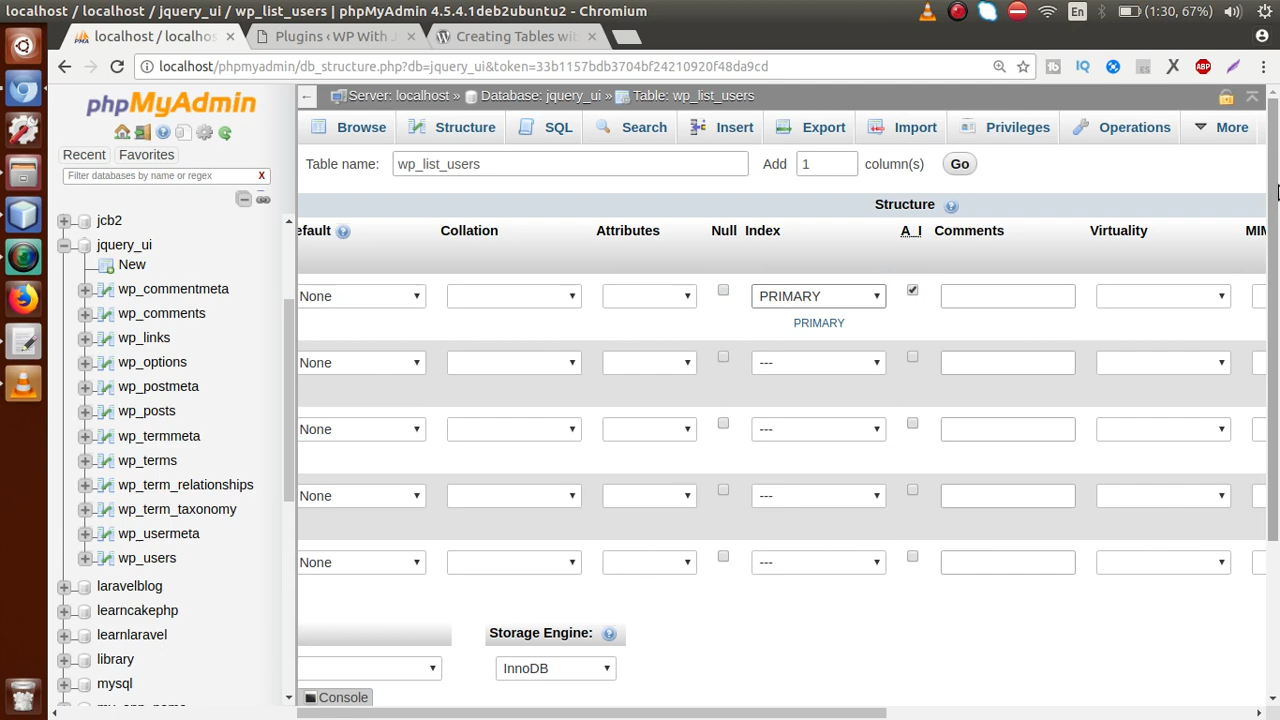 localhost / localhost / jquery_ui / wp_list_users | phpMyAdmin 4.5.4.1deb2ubuntu2 - Chromium
En
(1:30, 67%)
localhost / localhos
Plugins ‹ WP With J
Creating Tables wit
localhost/phpmyadmin/db_structure.php?db=jquery_ui&token=33b1157bdb3704bf24210920f48da9cd
IQ
ABP
phpMyAdmin
Server: localhost » Database: jquery_ui » Table: wp_list_users
Browse
Structure
SQL
Search
Insert
Export
Import
Privileges
Operations
More
Recent
Favorites
Filter databases by name or regex
X
jcb2
jquery_ui
New
wp_commentmeta
wp_comments
wp_links
wp_options
wp_postmeta
wp_posts
wp_termmeta
wp_terms
wp_term_relationships
wp_term_taxonomy
wp_usermeta
wp_users
laravelblog
learncakephp
learnlaravel
library
mysql
Table name: wp_list_users Add 1 column(s) Go
Structure
efault Collation Attributes Null Index A_I Comments Virtuality MIM
None PRIMARY
PRIMARY
None ---
None ---
None ---
None ---
Storage Engine:
InnoDB
Console